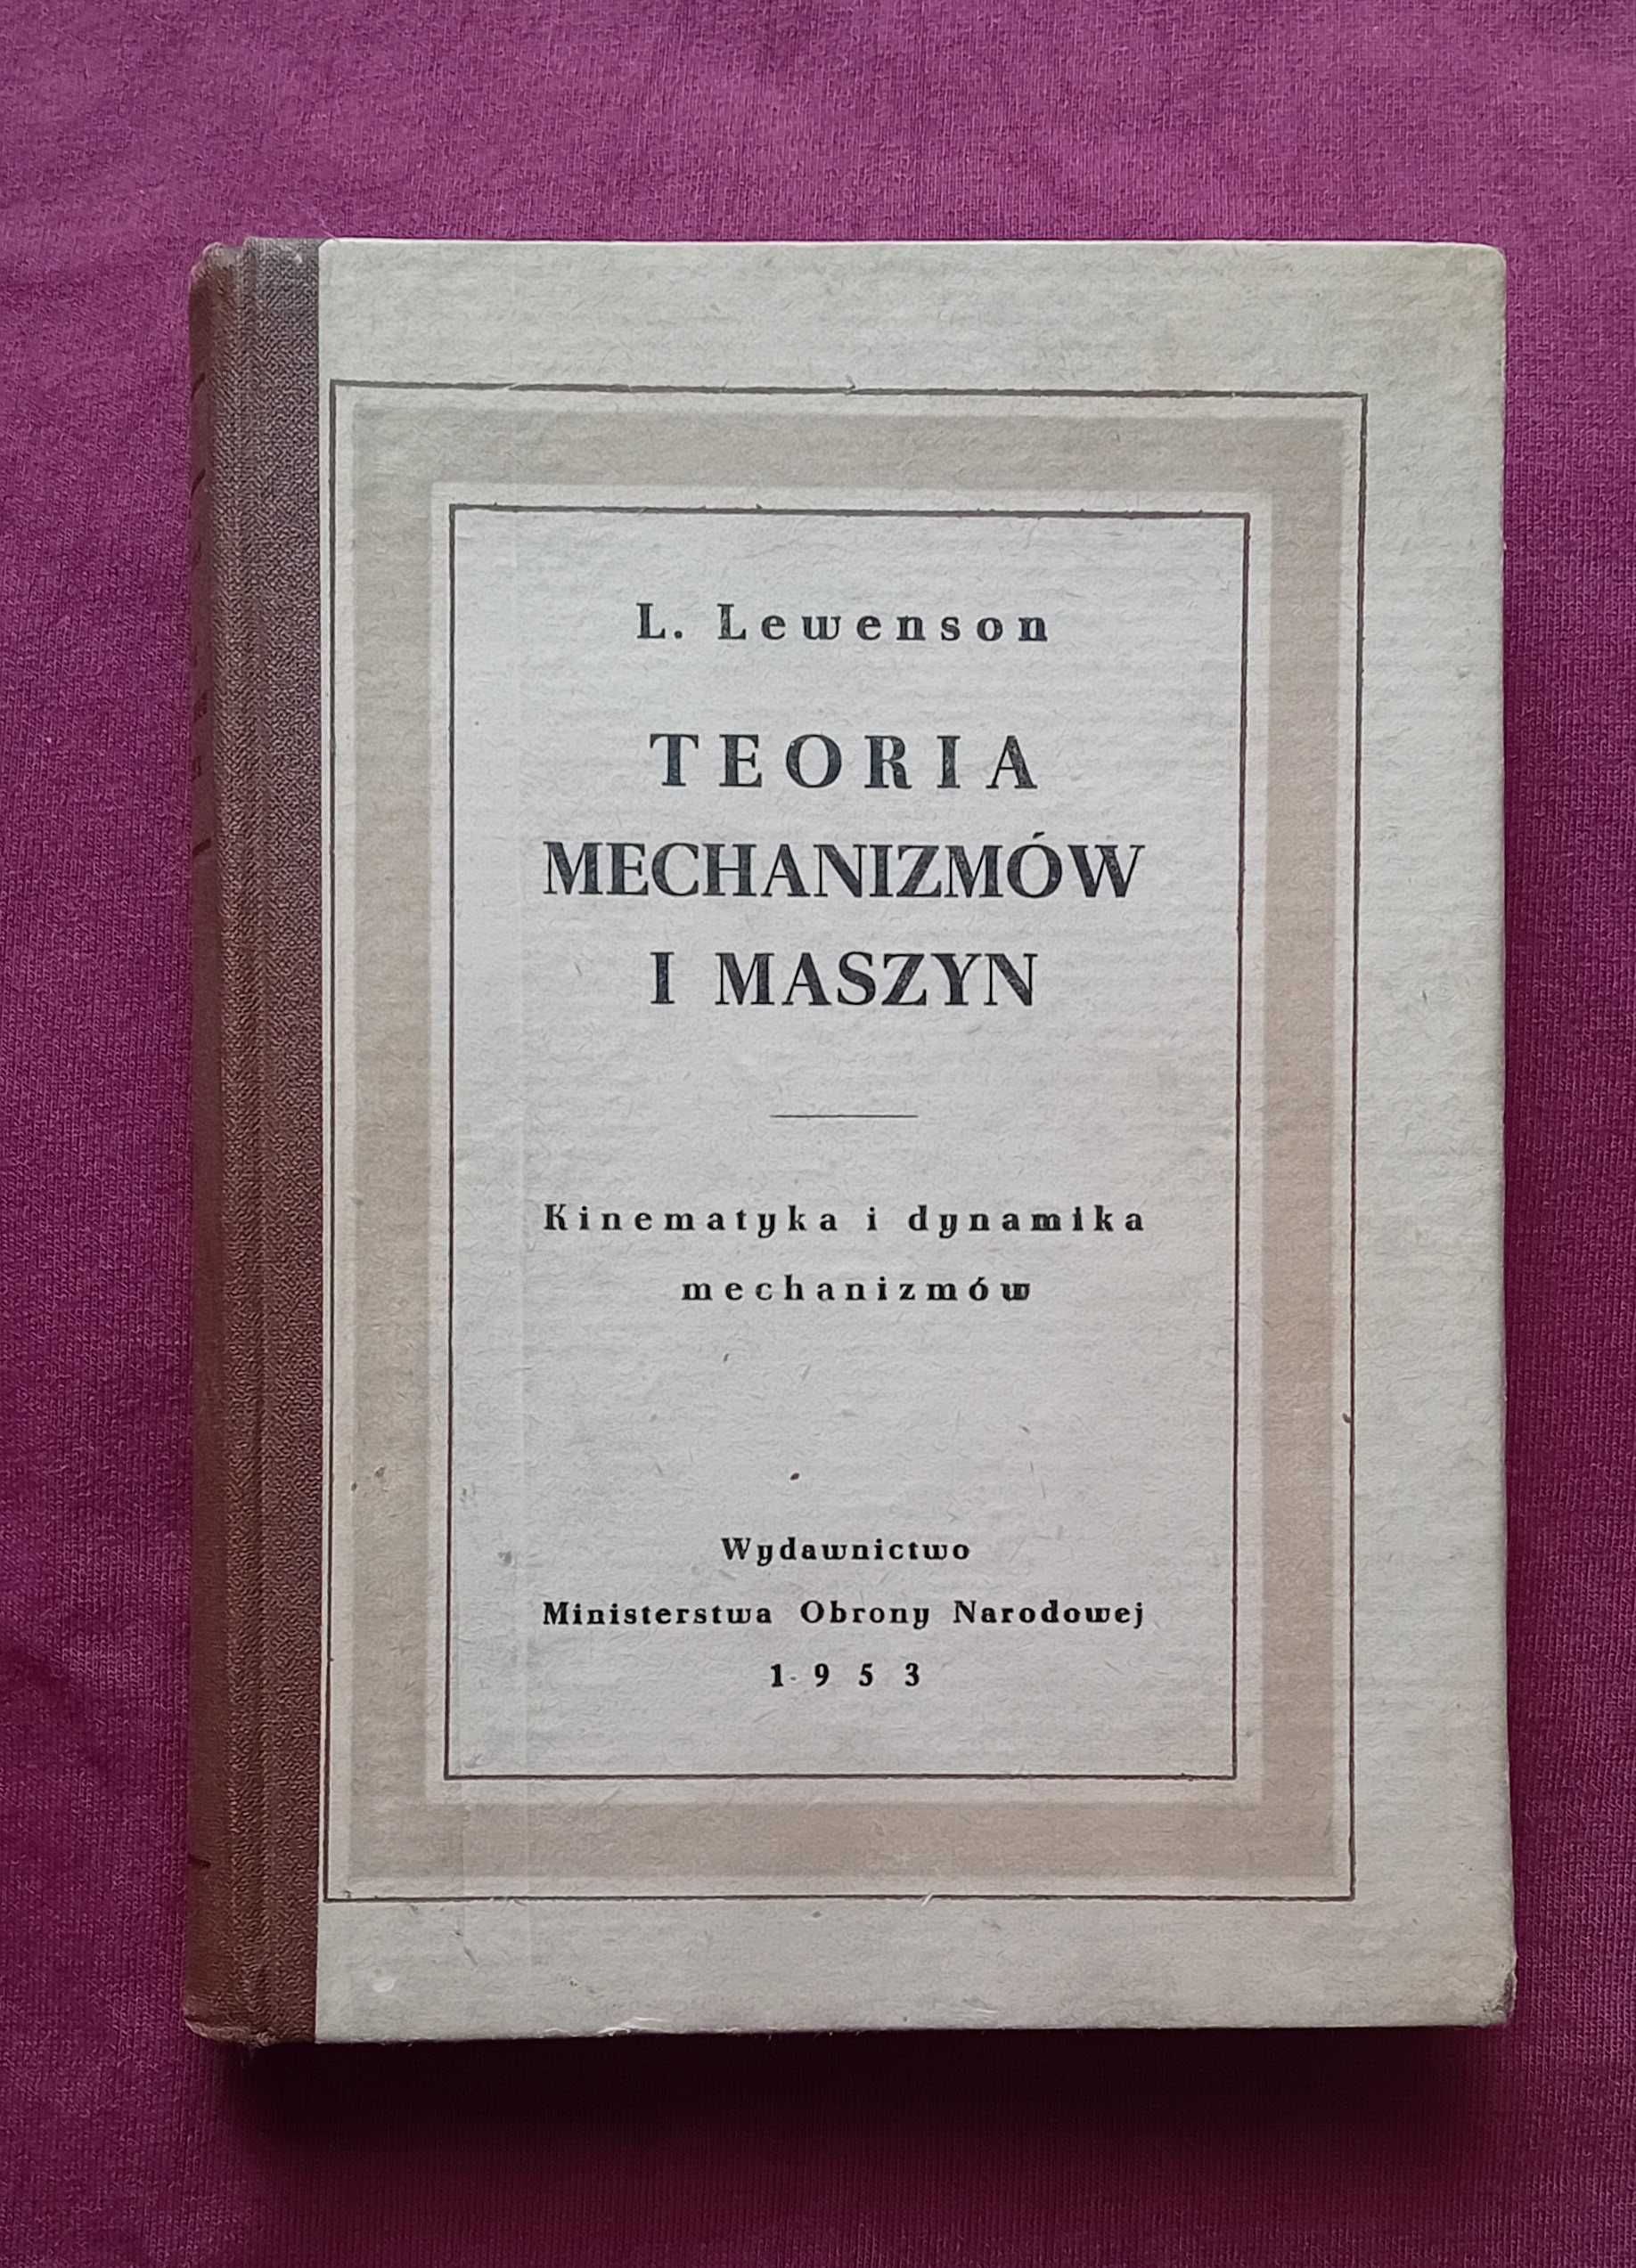 L. Lewenson
TEORIA
MECHANIZMÓW
I MASZYN
Kinematyka i dynamika
mechanizmów
Wydawnictwo
Ministerstwa Obrony Narodowej
1953